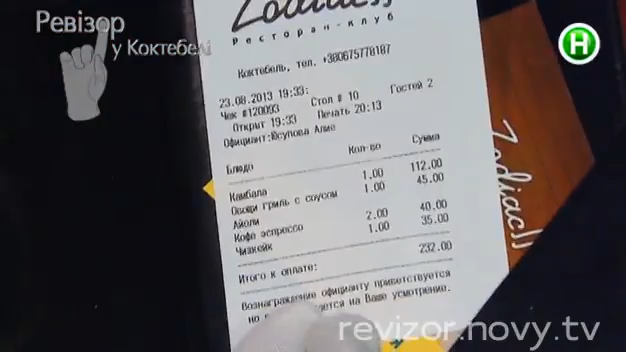 Ревізор
у Коктебелі
Н
Zodiac
ресторан-клуб
Коктебель, тел. +380675778187
23.08.2013 19:33:
Чек #120093 Стол # 10 Гостей 2
Открыт 19:33 Печать 20:13
Официант:Юсупова Алие
Блюдо Кол-во Сумма
Камбала 1.00 112.00
Овощи гриль с соусом 1.00 45.00
Айоли
Кофе эспрессо 2.00 40.00
Чизкейк 1.00 35.00
Итого к оплате: 232.00
Вознаграждение официанту приветствуется
но на Ваше усмотрение.
Zodiac
revizor.novy.tv